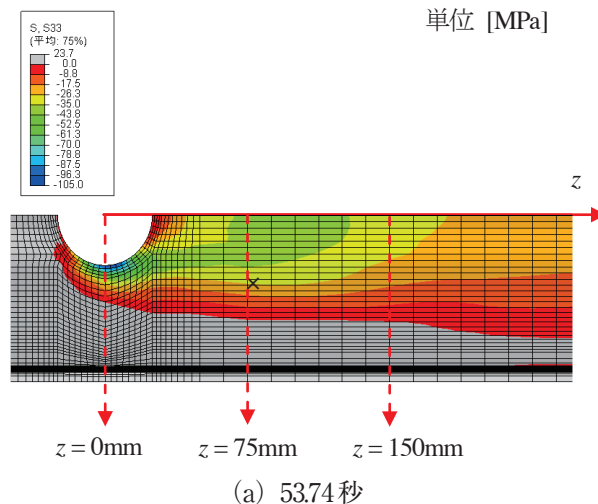 単位 [MPa]
S, S33
(平均: 75%)
23.7
0.0
-8.8
-17.5
-26.3
-35.0
-43.8
-52.5
-61.3
-70.0
-78.8
-87.5
-96.3
-105.0
z
z = 0mm
z = 75mm
z = 150mm
(a) 53.74秒